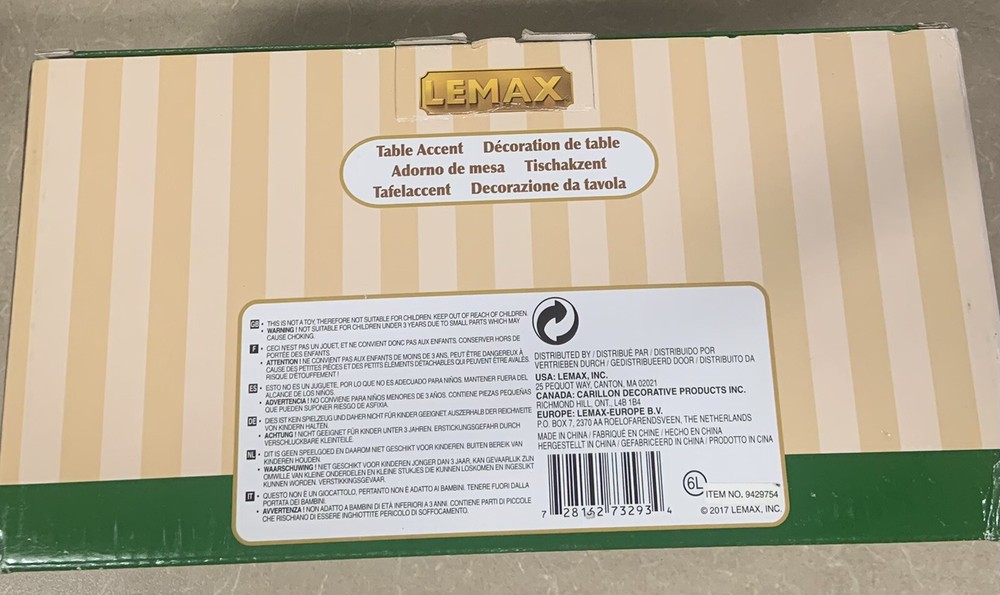 LEMAX
Table Accent Décoration de table
Adorno de mesa Tischakzent
Tafelaccent Decorazione da tavola
GB • THIS IS NOT A TOY, THEREFORE NOT SUITABLE FOR CHILDREN. KEEP OUT OF REACH OF CHILDREN.
• WARNING ! NOT SUITABLE FOR CHILDREN UNDER 3 YEARS DUE TO SMALL PARTS WHICH MAY
CAUSE CHOKING.
F • CECI N'EST PAS UN JOUET, ET NE CONVIENT DONC PAS AUX ENFANTS. CONSERVER HORS DE
PORTÉE DES ENFANTS.
• ATTENTION ! NE CONVIENT PAS AUX ENFANTS DE MOINS DE 3 ANS, PEUT ÊTRE DANGEREUX À
CAUSE DES PETITES PIÈCES ET DES PETITS ÉLÉMENTS DÉTACHABLES QUI PEUVENT ÊTRE AVALÉS.
RISQUE D'ÉTOUFFEMENT !
ES • ESTO NO ES UN JUGUETE, POR LO QUE NO ES ADECUADO PARA NIÑOS. MANTENER FUERA DEL
ALCANCE DE LOS NIÑOS.
• ADVERTENCIA ! NO CONVIENE PARA NIÑOS MENORES DE 3 AÑOS. CONTIENE PIEZAS PEQUEÑAS
QUE PUEDEN SUPONER RIESGO DE ASFIXIA.
DE • DIES IST KEIN SPIELZEUG UND DAHER NICHT FÜR KINDER GEEIGNET. AUSZERHALB DER REICHWEITE
VON KINDERN HALTEN.
• ACHTUNG ! NICHT GEEIGNET FÜR KINDER UNTER 3 JAHREN. ERSTICKUNGSGEFAHR DURCH
VERSCHLUCKBARE KLEINTEILE.
NL • DIT IS GEEN SPEELGOED EN DAAROM NIET GESCHIKT VOOR KINDEREN. BUITEN BEREIK VAN
KINDEREN HOUDEN.
• WAARSCHUWING ! NIET GESCHIKT VOOR KINDEREN JONGER DAN 3 JAAR, KAN GEVAARLIJK ZIJN
OMWILLE VAN KLEINE ONDERDELEN EN KLEINE STUKJES DIE KUNNEN LOSKOMEN EN INGESLIKT
KUNNEN WORDEN. VERSTIKKINGSGEVAAR.
IT • QUESTO NON È UN GIOCATTOLO, PERTANTO NON È ADATTO AI BAMBINI. TENERE FUORI DALLA
PORTATA DEI BAMBINI.
• AVVERTENZA ! NON ADATTO A BAMBINI DI ETÀ INFERIORI A 3 ANNI. CONTIENE PARTI DI PICCOLE
CHE RISCHIANO DI ESSERE INGHIOTTITE PERICOLO DI SOFFOCAMENTO.
DISTRIBUTED BY / DISTRIBUÉ PAR / DISTRIBUIDO POR
VERTRIEBEN DURCH / GEDISTRIBUEERD DOOR / DISTRIBUITO DA
USA: LEMAX, INC.
25 PEQUOT WAY, CANTON, MA 02021
CANADA: CARILLON DECORATIVE PRODUCTS INC.
RICHMOND HILL, ONT., L4B 1B4
EUROPE: LEMAX-EUROPE B.V.
P.O. BOX 7, 2370 AA ROELOFARENDSVEEN, THE NETHERLANDS
MADE IN CHINA / FABRIQUÉ EN CHINE / HECHO EN CHINA
HERGESTELLT IN CHINA / GEFABRICEERD IN CHINA / PRODOTTO IN CINA
7 28162 73293 4
6L
ITEM NO. 9429754
© 2017 LEMAX, INC.